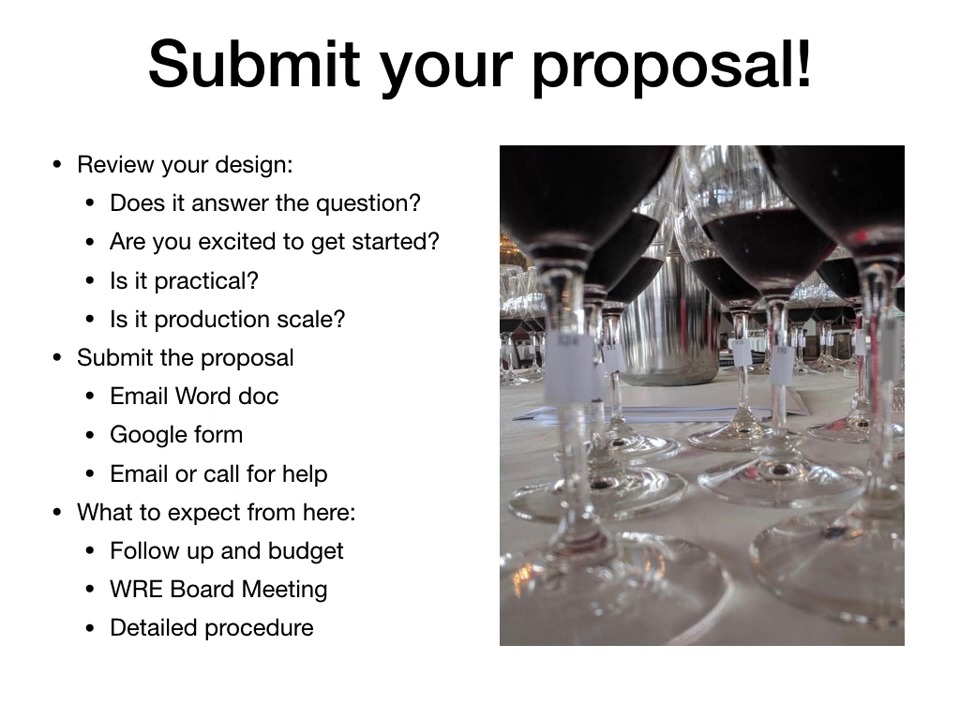 Submit your proposal!
• Review your design:
• Does it answer the question?
• Are you excited to get started?
• Is it practical?
• Is it production scale?
• Submit the proposal
• Email Word doc
• Google form
• Email or call for help
• What to expect from here:
• Follow up and budget
• WRE Board Meeting
• Detailed procedure